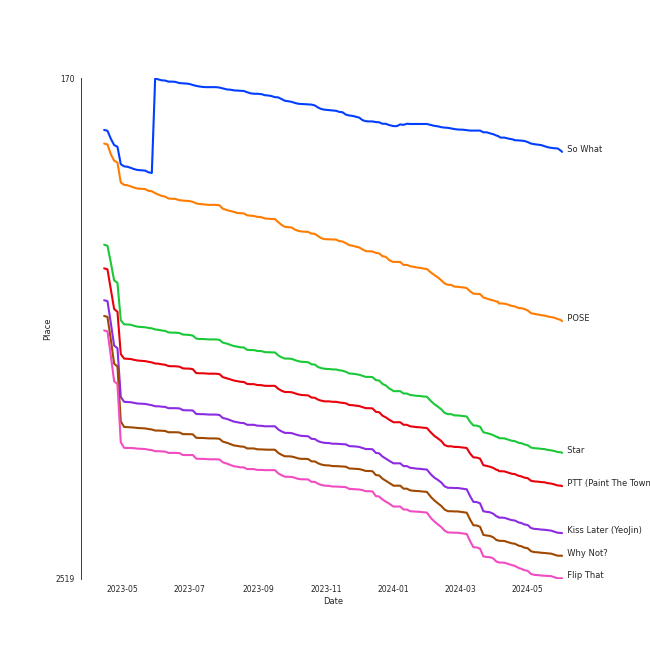 170
So What
POSE
Place
Star
PTT (Paint The Town
Kiss Later (YeoJin)
Why Not?
Flip That
2519
2023-05 2023-07 2023-09 2023-11 2024-01 2024-03 2024-05
Date